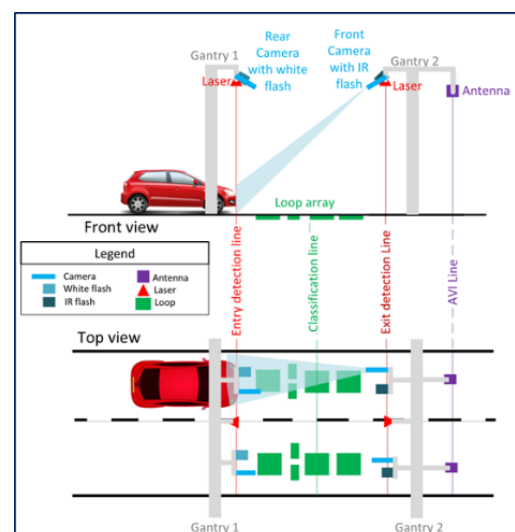 Gantry 1
Rear
Camera
with white
flash
Front
Camera
with IR
flash
Gantry 2
Laser
Laser
Antenna
Loop array
Front view
Legend
Camera
White flash
IR flash
Antenna
Laser
Loop
Entry detection line
Classification line
Exit detection Line
AVI Line
Top view
Gantry 1
Gantry 2